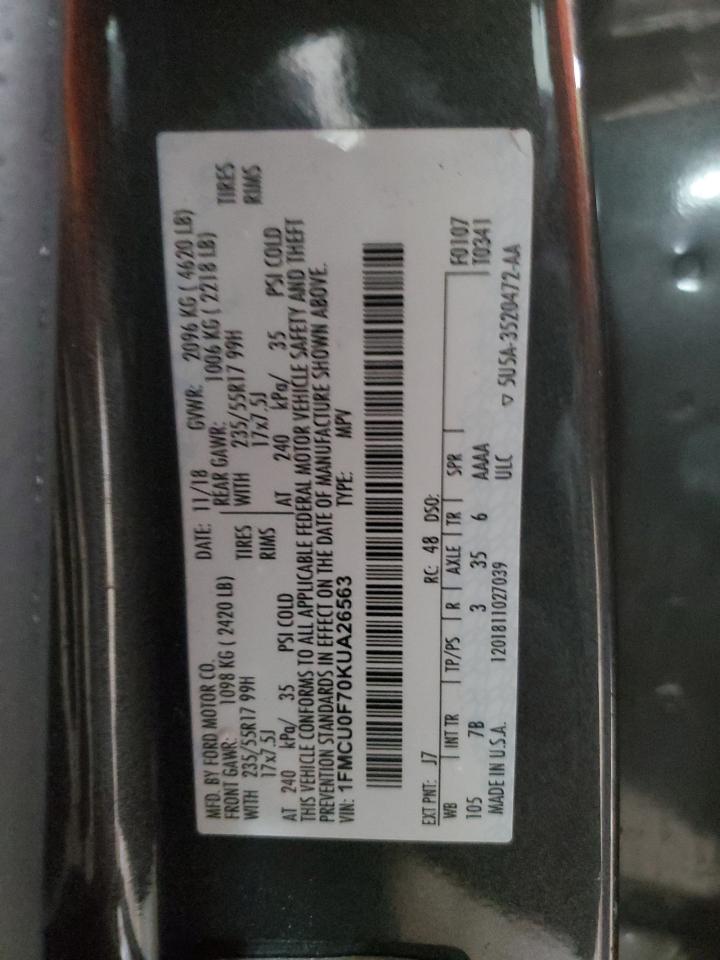 MFD. BY FORD MOTOR CO.
DATE: 11/18 GVWR: 2096 KG ( 4620 LB)
FRONT GAWR: 1098 KG ( 2420 LB) REAR GAWR: 1006 KG ( 2218 LB)
WITH 235/55R17 99H TIRES WITH 235/55R17 99H TIRES
17x7.5J RIMS 17x7.5J RIMS
AT 240 kPa/ 35 PSI COLD AT 240 kPa/ 35 PSI COLD
THIS VEHICLE CONFORMS TO ALL APPLICABLE FEDERAL MOTOR VEHICLE SAFETY AND THEFT
PREVENTION STANDARDS IN EFFECT ON THE DATE OF MANUFACTURE SHOWN ABOVE.
VIN: 1FMCU0F70KUA26563 TYPE: MPV
EXT PNT: J7 RC: 48 DSO:
WB INT TR TP/PS R AXLE TR SPR F0107
105 7B 3 35 6 AAAA T0341
MADE IN U.S.A. 1201811027039 ULC ▽ 5U5A-3520472-AA